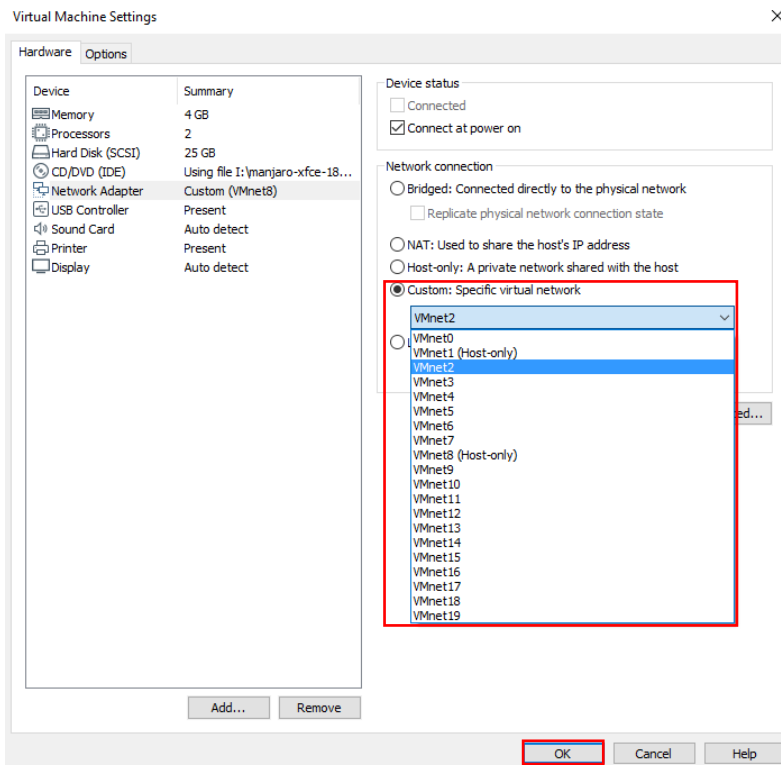 Virtual Machine Settings
Hardware Options
Device Summary
Memory 4 GB
Processors 2
Hard Disk (SCSI) 25 GB
CD/DVD (IDE) Using file I:\manjaro-xfce-18...
Network Adapter Custom (VMnet8)
USB Controller Present
Sound Card Auto detect
Printer Present
Display Auto detect
Add... Remove
Device status
Connected
Connect at power on
Network connection
Bridged: Connected directly to the physical network
Replicate physical network connection state
NAT: Used to share the host's IP address
Host-only: A private network shared with the host
Custom: Specific virtual network
VMnet2
VMnet0
VMnet1 (Host-only)
VMnet2
VMnet3
VMnet4
VMnet5
VMnet6
VMnet7
VMnet8 (Host-only)
VMnet9
VMnet10
VMnet11
VMnet12
VMnet13
VMnet14
VMnet15
VMnet16
VMnet17
VMnet18
VMnet19
ed...
OK Cancel Help